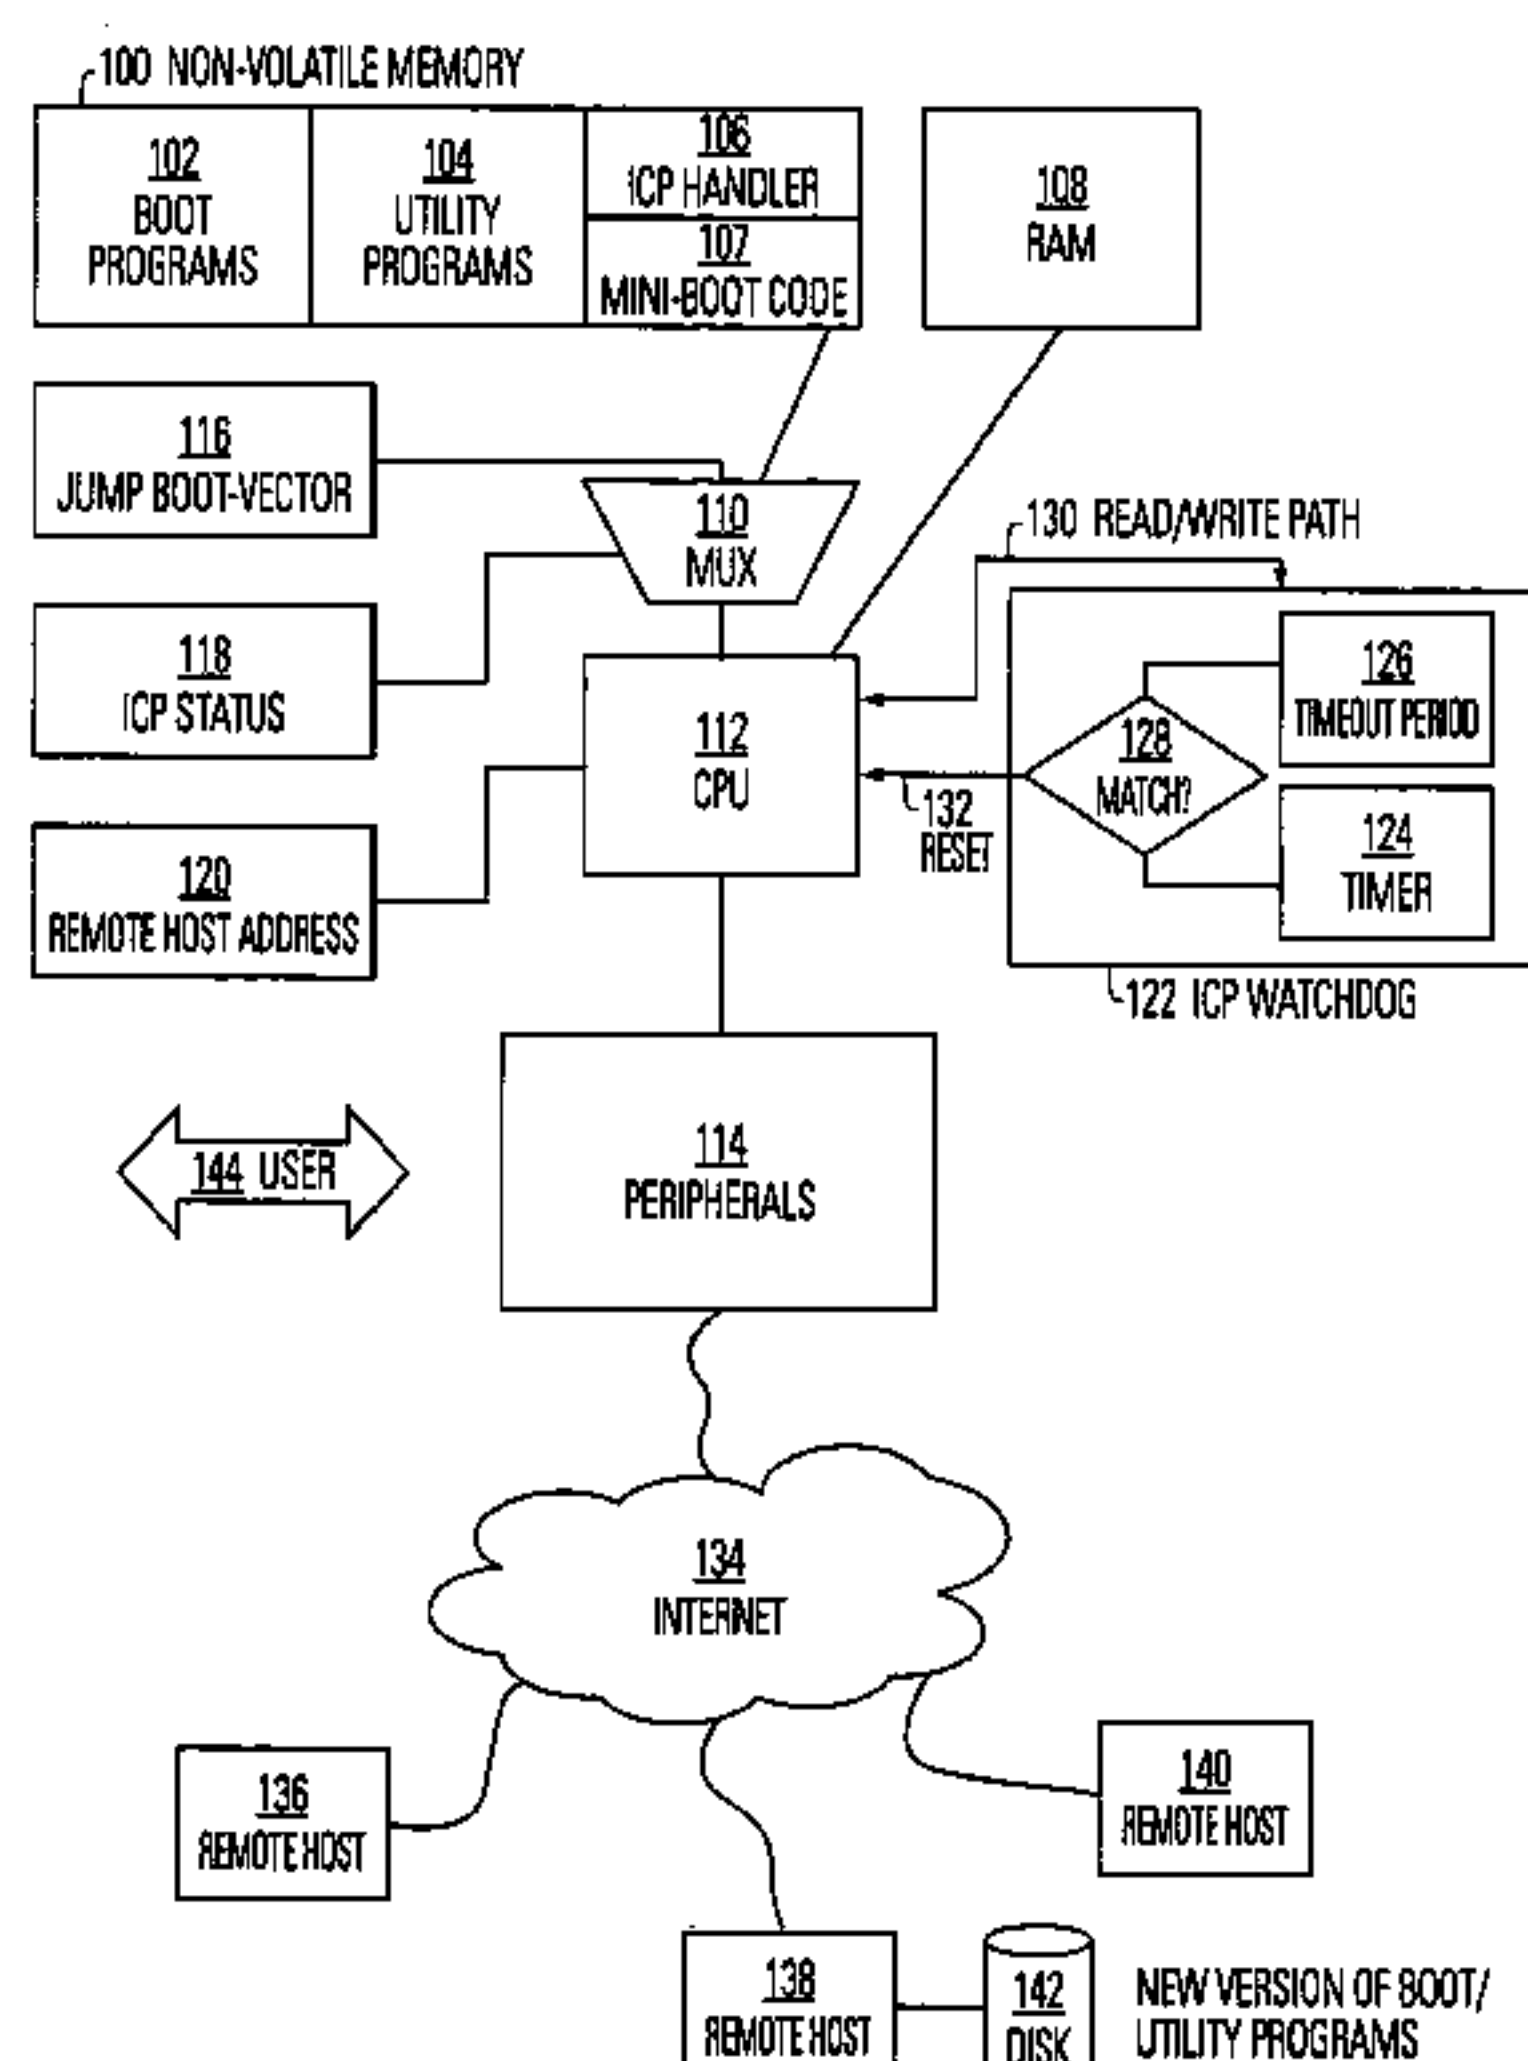 100 NON-VOLATILE MEMORY
102
BOOT
PROGRAMS
104
UTILITY
PROGRAMS
106
ICP HANDLER
107
MINI-BOOT CODE
108
RAM
116
JUMP BOOT-VECTOR
110
MUX
130 READ/WRITE PATH
118
ICP STATUS
112
CPU
126
TIMEOUT PERIOD
128
MATCH?
132
RESET
124
TIMER
120
REMOTE HOST ADDRESS
122 ICP WATCHDOG
144 USER
114
PERIPHERALS
134
INTERNET
136
REMOTE HOST
140
REMOTE HOST
138
REMOTE HOST
142
DISK
NEW VERSION OF BOOT/
UTILITY PROGRAMS